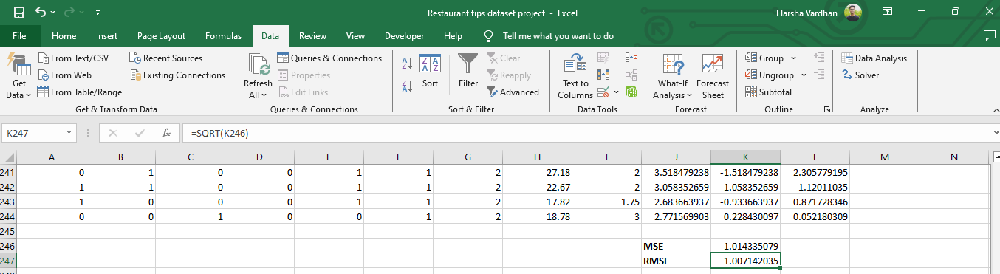 Restaurant tips dataset project - Excel
Harsha Vardhan
File Home Insert Page Layout Formulas Data Review View Developer Help Tell me what you want to do
Get Data
From Text/CSV
From Web
From Table/Range
Recent Sources
Existing Connections
Get & Transform Data
Refresh All
Queries & Connections
Properties
Edit Links
Queries & Connections
Sort
Filter
Clear
Reapply
Advanced
Sort & Filter
Text to Columns
Data Tools
What-If Analysis
Forecast Sheet
Forecast
Group
Ungroup
Subtotal
Outline
Data Analysis
Solver
Analyze
K247 fx =SQRT(K246)
A B C D E F G H I J K L M N
241 0 1 0 0 1 1 2 27.18 2 3.518479238 -1.518479238 2.305779195
242 1 1 0 0 1 1 2 22.67 2 3.058352659 -1.058352659 1.12011035
243 1 0 0 0 1 1 2 17.82 1.75 2.683663937 -0.933663937 0.871728346
244 0 0 1 0 0 1 2 18.78 3 2.771569903 0.228430097 0.052180309
245
246 MSE 1.014335079
247 RMSE 1.007142035